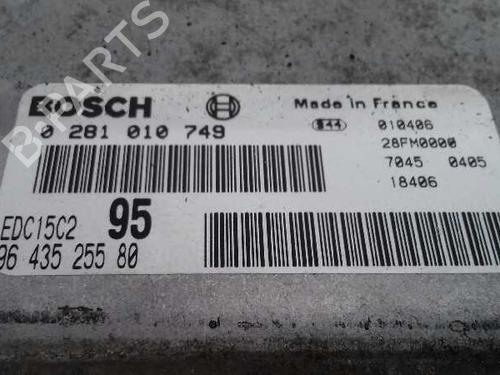 B-PARTS
BOSCH
Made in France
0 281 010 749
S44
010406
28FM0000
7045 0405
18406
EDC15C2 95
96 435 255 80